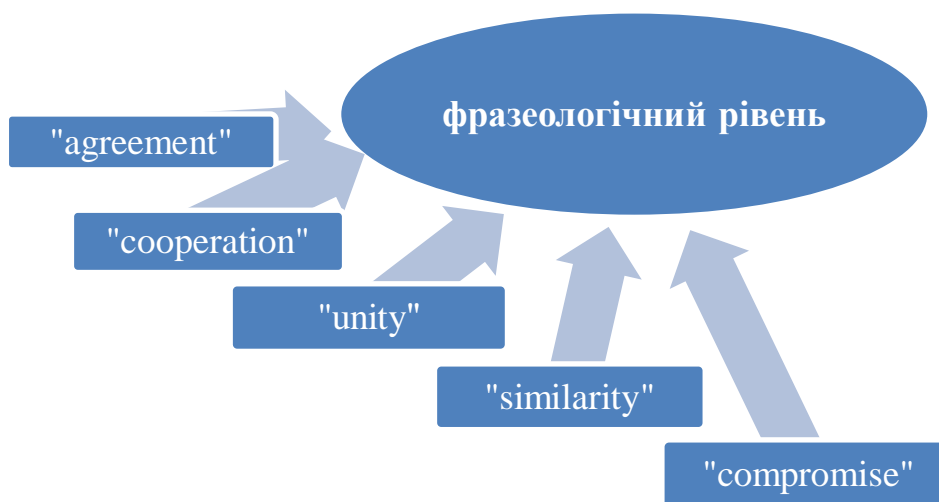 фразеологічний рівень
"agreement"
"cooperation"
"unity"
"similarity"
"compromise"